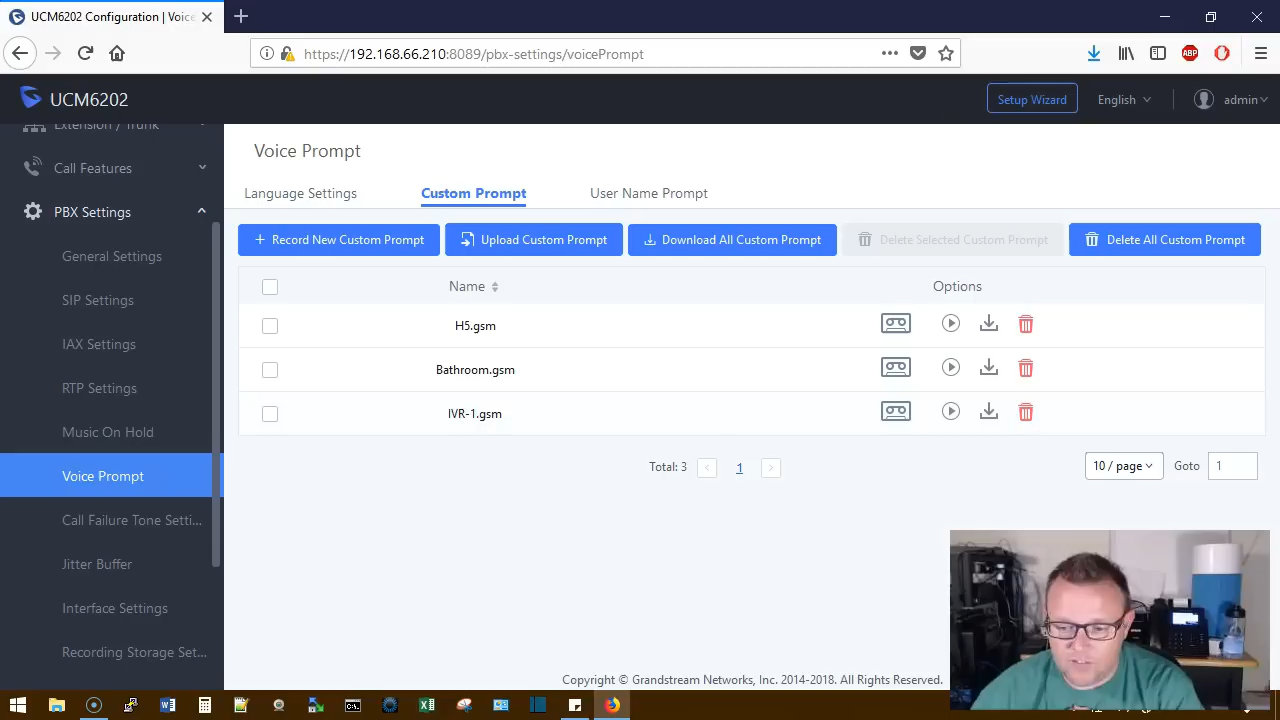 UCM6202 Configuration | Voice
https://192.168.66.210:8089/pbx-settings/voicePrompt
ABP
UCM6202
Setup Wizard
English
admin
Extension / Trunk
Call Features
PBX Settings
General Settings
SIP Settings
IAX Settings
RTP Settings
Music On Hold
Voice Prompt
Call Failure Tone Setti...
Jitter Buffer
Interface Settings
Recording Storage Set...
Voice Prompt
Language Settings
Custom Prompt
User Name Prompt
+ Record New Custom Prompt
Upload Custom Prompt
Download All Custom Prompt
Delete Selected Custom Prompt
Delete All Custom Prompt
Name
Options
H5.gsm
Bathroom.gsm
IVR-1.gsm
Total: 3 < 1 >
10 / page
Goto
1
Copyright © Grandstream Networks, Inc. 2014-2018. All Rights Reserved.